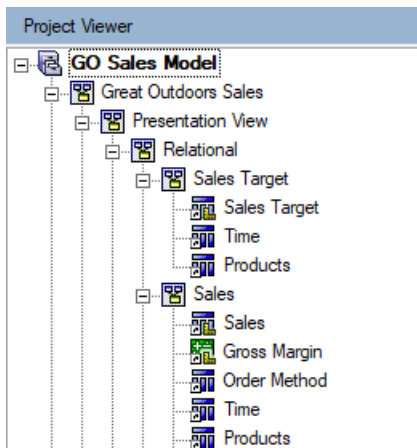 Project Viewer
GO Sales Model
Great Outdoors Sales
Presentation View
Relational
Sales Target
Sales Target
Time
Products
Sales
Sales
Gross Margin
Order Method
Time
Products